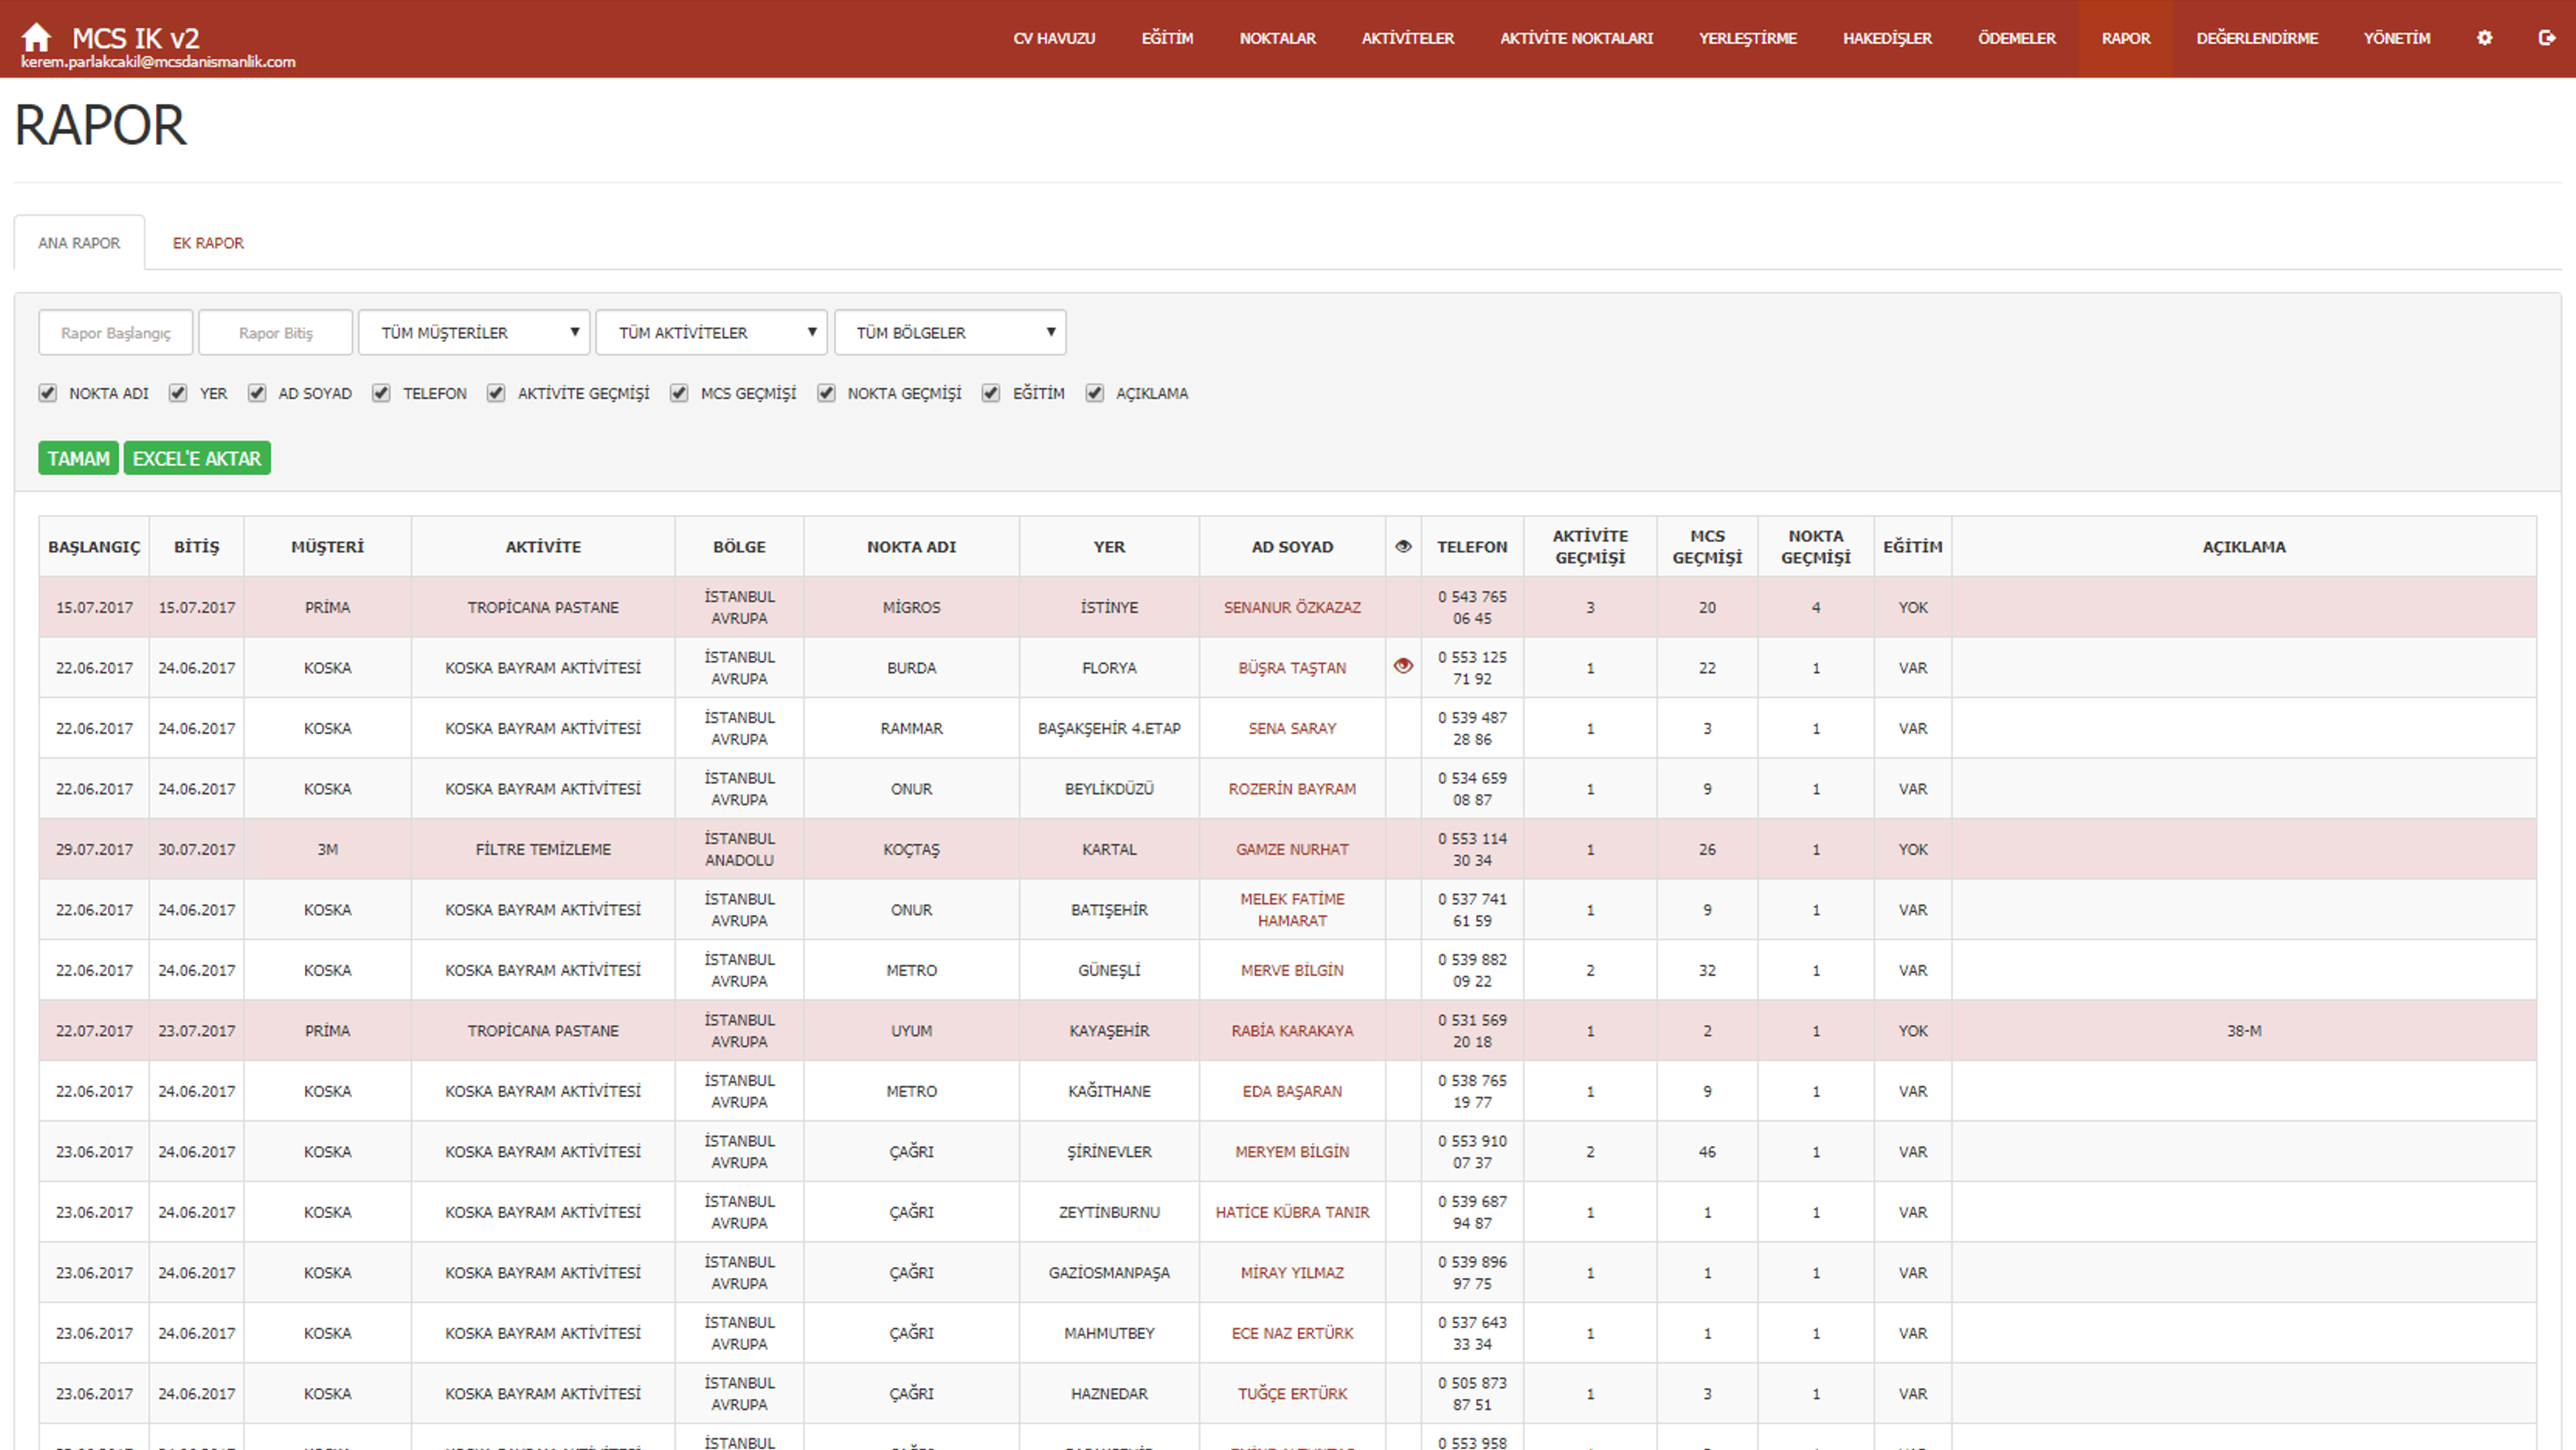 MCS IK v2
kerem.parlakcakil@mcsdanismanlik.com
CV HAVUZU EĞİTİM NOKTALAR AKTİVİTELER AKTİVİTE NOKTALARI YERLEŞTİRME HAKEDİŞLER ÖDEMELER RAPOR DEĞERLENDİRME YÖNETİM
RAPOR
ANA RAPOR EK RAPOR
Rapor Başlangıç Rapor Bitiş TÜM MÜŞTERİLER TÜM AKTİVİTELER TÜM BÖLGELER
NOKTA ADI YER AD SOYAD TELEFON AKTİVİTE GEÇMİŞİ MCS GEÇMİŞİ NOKTA GEÇMİŞİ EĞİTİM AÇIKLAMA
TAMAM EXCEL'E AKTAR
BAŞLANGIÇ BİTİŞ MÜŞTERİ AKTİVİTE BÖLGE NOKTA ADI YER AD SOYAD TELEFON AKTİVİTE GEÇMİŞİ MCS GEÇMİŞİ NOKTA GEÇMİŞİ EĞİTİM AÇIKLAMA
15.07.2017 15.07.2017 PRİMA TROPİCANA PASTANE İSTANBUL AVRUPA MİGROS İSTİNYE SENANUR ÖZKAZAZ 0 543 765 06 45 3 20 4 YOK
22.06.2017 24.06.2017 KOSKA KOSKA BAYRAM AKTİVİTESİ İSTANBUL AVRUPA BURDA FLORYA BÜŞRA TAŞTAN 0 553 125 71 92 1 22 1 VAR
22.06.2017 24.06.2017 KOSKA KOSKA BAYRAM AKTİVİTESİ İSTANBUL AVRUPA RAMMAR BAŞAKŞEHİR 4.ETAP SENA SARAY 0 539 487 28 86 1 3 1 VAR
22.06.2017 24.06.2017 KOSKA KOSKA BAYRAM AKTİVİTESİ İSTANBUL AVRUPA ONUR BEYLİKDÜZÜ ROZERİN BAYRAM 0 534 659 08 87 1 9 1 VAR
29.07.2017 30.07.2017 3M FİLTRE TEMİZLEME İSTANBUL ANADOLU KOÇTAŞ KARTAL GAMZE NURHAT 0 553 114 30 34 1 26 1 YOK
22.06.2017 24.06.2017 KOSKA KOSKA BAYRAM AKTİVİTESİ İSTANBUL AVRUPA ONUR BATIŞEHİR MELEK FATİME HAMARAT 0 537 741 61 59 1 9 1 VAR
22.06.2017 24.06.2017 KOSKA KOSKA BAYRAM AKTİVİTESİ İSTANBUL AVRUPA METRO GÜNEŞLİ MERVE BİLGİN 0 539 882 09 22 2 32 1 VAR
22.07.2017 23.07.2017 PRİMA TROPİCANA PASTANE İSTANBUL AVRUPA UYUM KAYAŞEHİR RABİA KARAKAYA 0 531 569 20 18 1 2 1 YOK 38-M
22.06.2017 24.06.2017 KOSKA KOSKA BAYRAM AKTİVİTESİ İSTANBUL AVRUPA METRO KAĞITHANE EDA BAŞARAN 0 538 765 19 77 1 9 1 VAR
23.06.2017 24.06.2017 KOSKA KOSKA BAYRAM AKTİVİTESİ İSTANBUL AVRUPA ÇAĞRI ŞİRİNEVLER MERYEM BİLGİN 0 553 910 07 37 2 46 1 VAR
23.06.2017 24.06.2017 KOSKA KOSKA BAYRAM AKTİVİTESİ İSTANBUL AVRUPA ÇAĞRI ZEYTİNBURNU HATİCE KÜBRA TANIR 0 539 687 94 87 1 1 1 VAR
23.06.2017 24.06.2017 KOSKA KOSKA BAYRAM AKTİVİTESİ İSTANBUL AVRUPA ÇAĞRI GAZİOSMANPAŞA MİRAY YILMAZ 0 539 896 97 75 1 1 1 VAR
23.06.2017 24.06.2017 KOSKA KOSKA BAYRAM AKTİVİTESİ İSTANBUL AVRUPA ÇAĞRI MAHMUTBEY ECE NAZ ERTÜRK 0 537 643 33 34 1 1 1 VAR
23.06.2017 24.06.2017 KOSKA KOSKA BAYRAM AKTİVİTESİ İSTANBUL AVRUPA ÇAĞRI HAZNEDAR TUĞÇE ERTÜRK 0 505 873 87 51 1 3 1 VAR
İSTANBUL 0 553 958